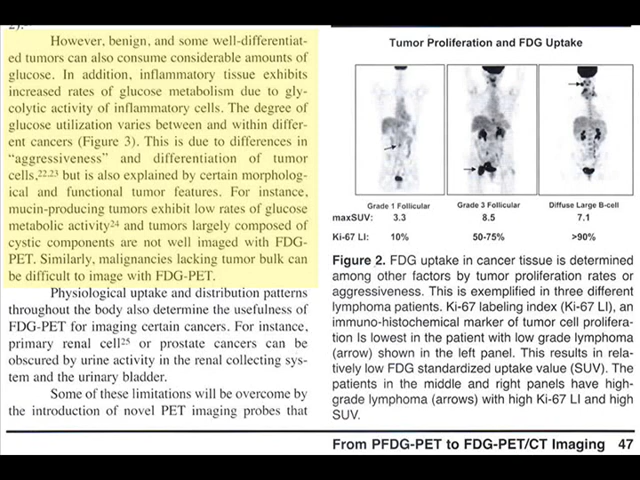 2).
However, benign, and some well-differentiat-
ed tumors can also consume considerable amounts of
glucose. In addition, inflammatory tissue exhibits
increased rates of glucose metabolism due to gly-
colytic activity of inflammatory cells. The degree of
glucose utilization varies between and within differ-
ent cancers (Figure 3). This is due to differences in
"aggressiveness" and differentiation of tumor
cells,22,23 but is also explained by certain morpholog-
ical and functional tumor features. For instance,
mucin-producing tumors exhibit low rates of glucose
metabolic activity24 and tumors largely composed of
cystic components are not well imaged with FDG-
PET. Similarly, malignancies lacking tumor bulk can
be difficult to image with FDG-PET.
Physiological uptake and distribution patterns
throughout the body also determine the usefulness of
FDG-PET for imaging certain cancers. For instance,
primary renal cell25 or prostate cancers can be
obscured by urine activity in the renal collecting sys-
tem and the urinary bladder.
Some of these limitations will be overcome by
the introduction of novel PET imaging probes that
Tumor Proliferation and FDG Uptake
Grade 1 Follicular Grade 3 Follicular Diffuse Large B-cell
maxSUV: 3.3 8.5 7.1
Ki-67 LI: 10% 50-75% >90%
Figure 2. FDG uptake in cancer tissue is determined
among other factors by tumor proliferation rates or
aggressiveness. This is exemplified in three different
lymphoma patients. Ki-67 labeling index (Ki-67 LI), an
immuno-histochemical marker of tumor cell prolifera-
tion Is lowest in the patient with low grade lymphoma
(arrow) shown in the left panel. This results in rela-
tively low FDG standardized uptake value (SUV). The
patients in the middle and right panels have high-
grade lymphoma (arrows) with high Ki-67 LI and high
SUV.
From PFDG-PET to FDG-PET/CT Imaging 47